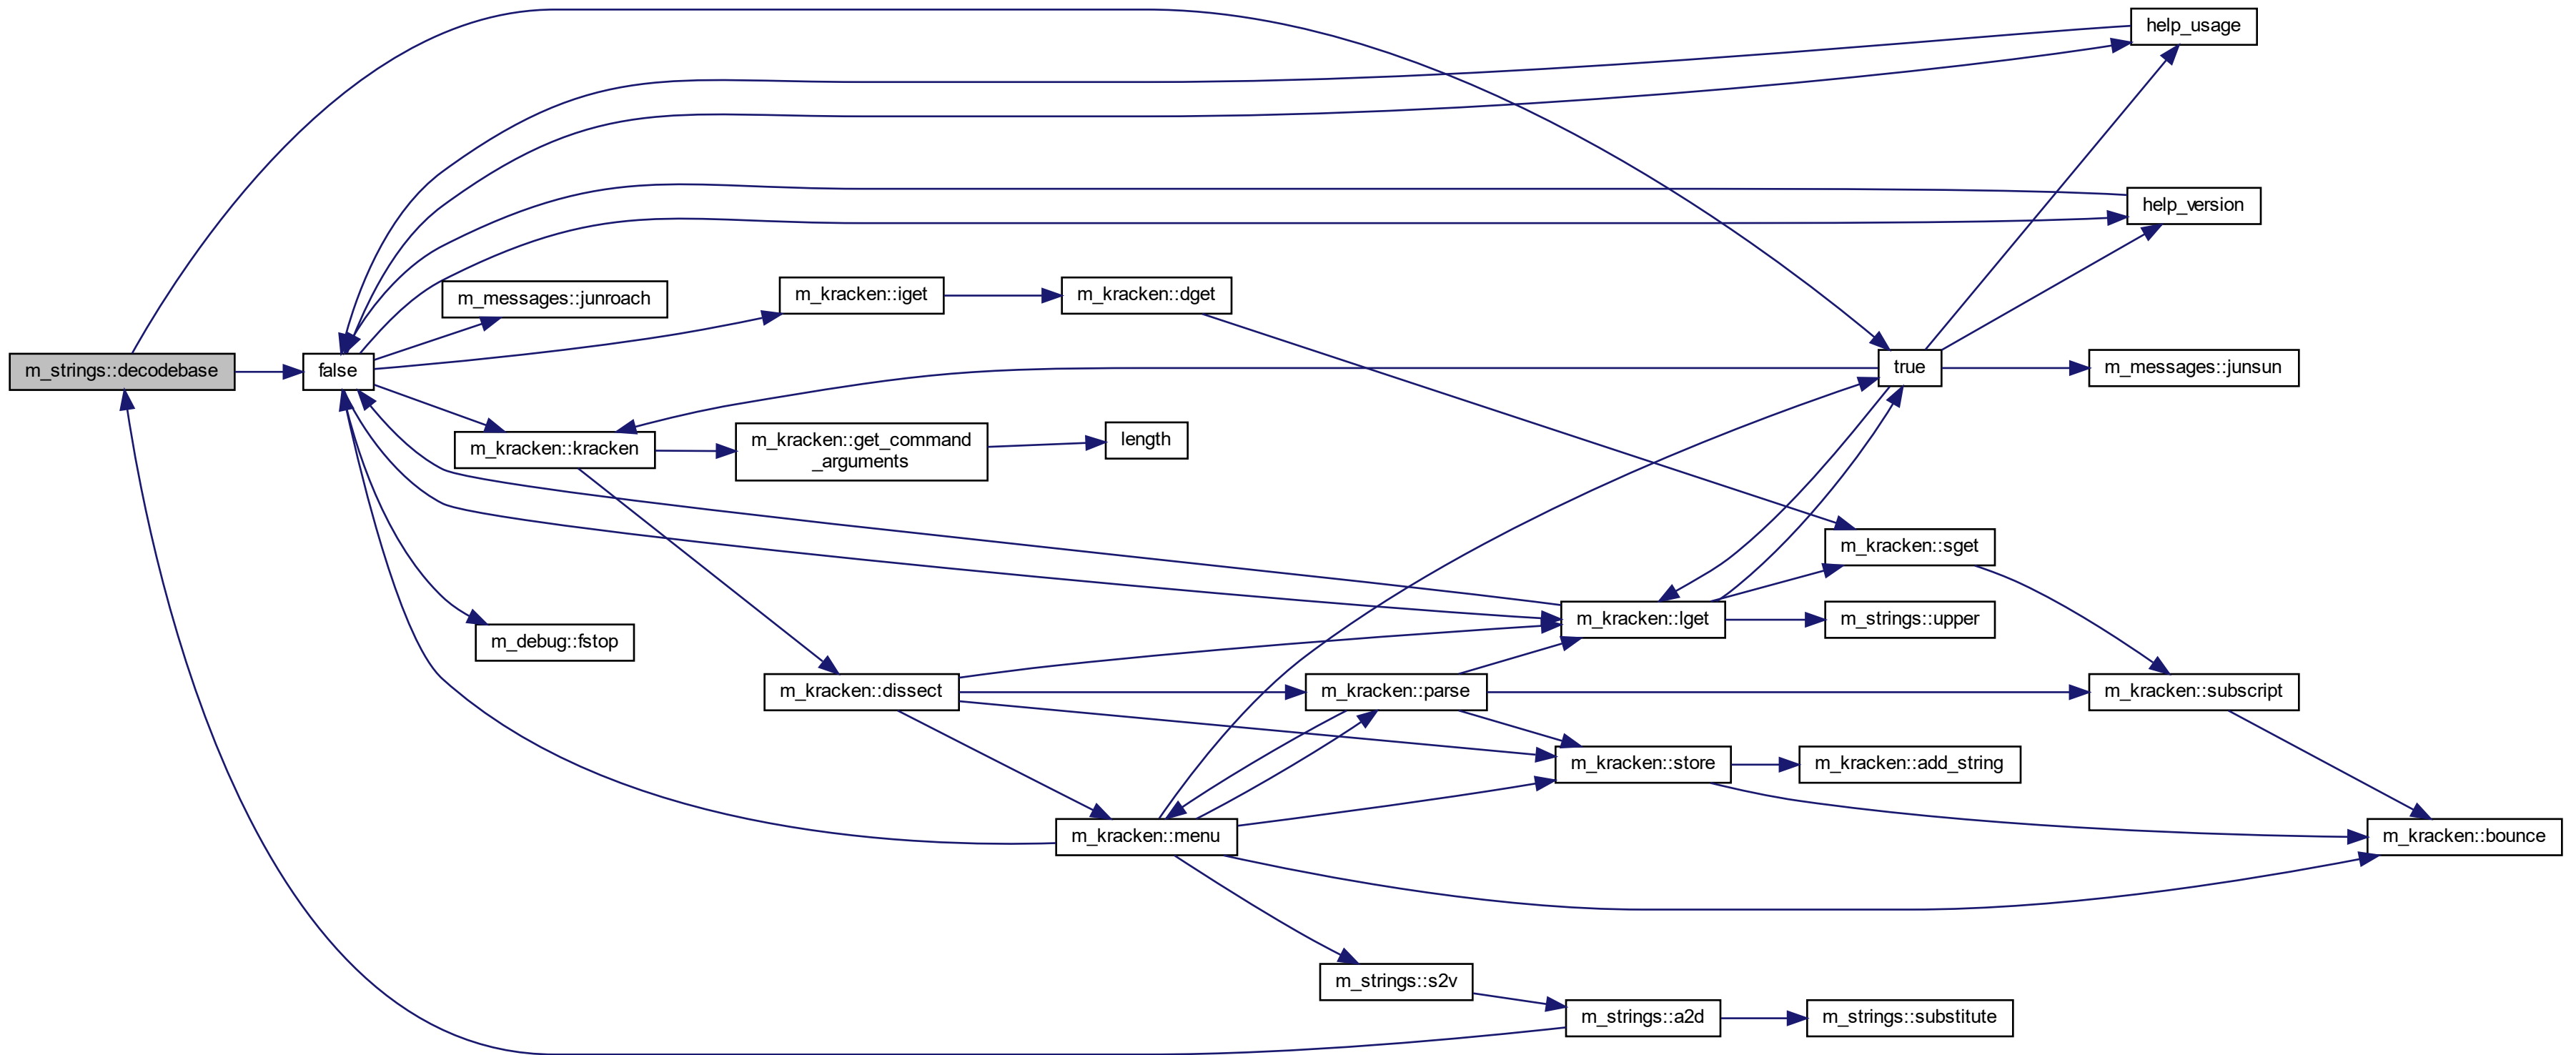 help_usage
help_version
m_messages::junroach
m_kracken::iget
m_kracken::dget
m_strings::decodebase
false
true
m_messages::junsun
m_kracken::kracken
m_kracken::get_command
_arguments
length
m_kracken::sget
m_kracken::lget
m_strings::upper
m_debug::fstop
m_kracken::dissect
m_kracken::parse
m_kracken::subscript
m_kracken::store
m_kracken::add_string
m_kracken::menu
m_kracken::bounce
m_strings::s2v
m_strings::a2d
m_strings::substitute